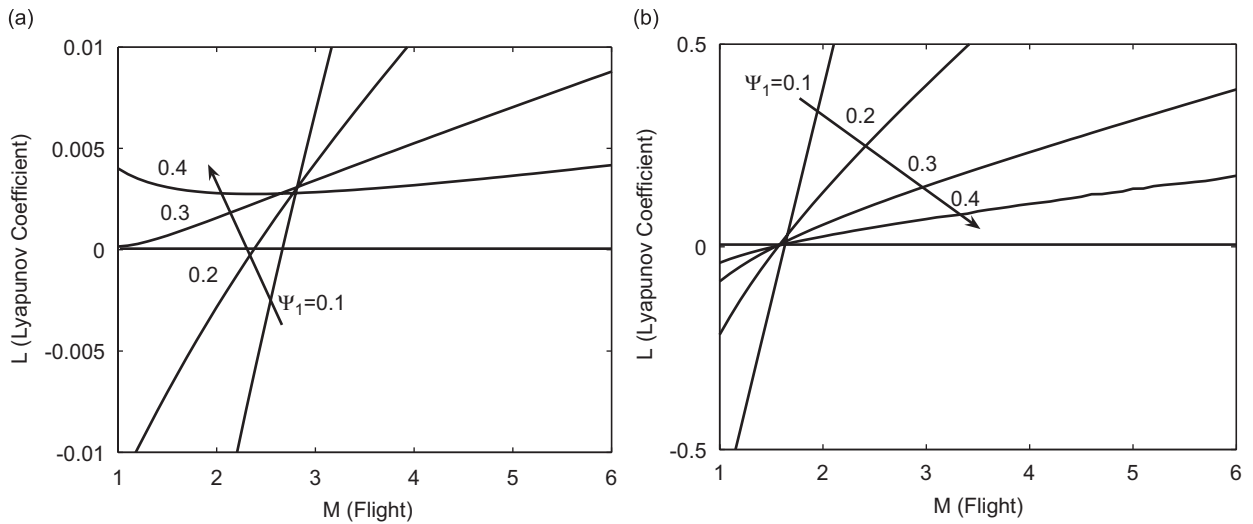 (a)
0.01
0.005
0
-0.005
-0.01
L (Lyapunov Coefficient)
0.4
0.3
0.2
Ψ1=0.1
1 2 3 4 5 6
M (Flight)
(b)
0.5
0
-0.5
L (Lyapunov Coefficient)
Ψ1=0.1
0.2
0.3
0.4
1 2 3 4 5 6
M (Flight)